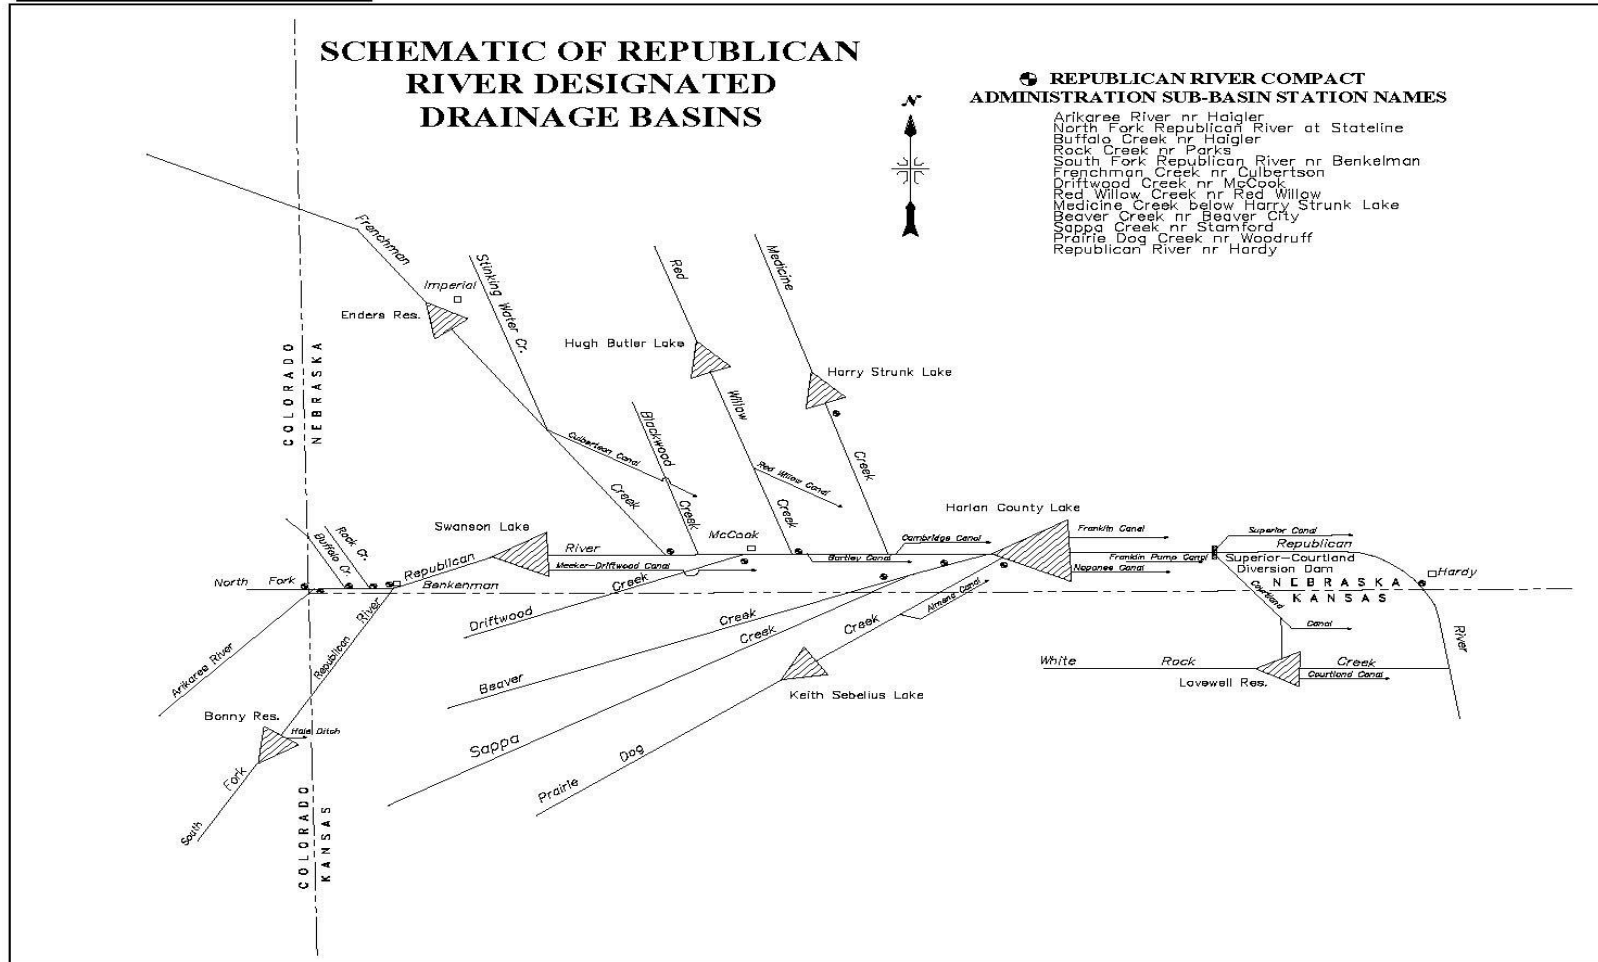 SCHEMATIC OF REPUBLICAN
RIVER DESIGNATED
DRAINAGE BASINS
N
REPUBLICAN RIVER COMPACT
ADMINISTRATION SUB-BASIN STATION NAMES
Arikaree River nr Haigler
North Fork Republican River at Stateline
Buffalo Creek nr Haigler
Rock Creek nr Parks
South Fork Republican River nr Benkelman
Frenchman Creek nr Culbertson
Driftwood Creek nr McCook
Red Willow Creek nr Red Willow
Medicine Creek below Harry Strunk Lake
Beaver Creek nr Beaver City
Sappa Creek nr Stamford
Prairie Dog Creek nr Woodruff
Republican River nr Hardy
Frenchman
Creek
Imperial
Enders Res.
Stinking Water Cr.
Culbertson Canal
Red
Willow
Creek
Hugh Butler Lake
Red Willow Canal
Blackwood
Creek
Medicine
Creek
Harry Strunk Lake
COLORADO
NEBRASKA
Swanson Lake
McCook
Harlan County Lake
Rock Cr.
Buffalo Cr.
North Fork
Republican
River
Benkenman
Meeker-Driftwood Canal
Bartley Canal
Cambridge Canal
Franklin Canal
Franklin Pump Canal
Naponee Canal
Superior Canal
Republican
Superior-Courtland
Diversion Dam
NEBRASKA
KANSAS
Hardy
River
Courtland
Canal
Driftwood
Creek
Beaver
Creek
Sappa
Creek
Prairie
Dog
Creek
Almena Canal
Keith Sebelius Lake
White Rock Creek
Lovewell Res.
Courtland Canal
Arikaree River
South
Fork
Republican
River
Bonny Res.
Hale Ditch
COLORADO
KANSAS